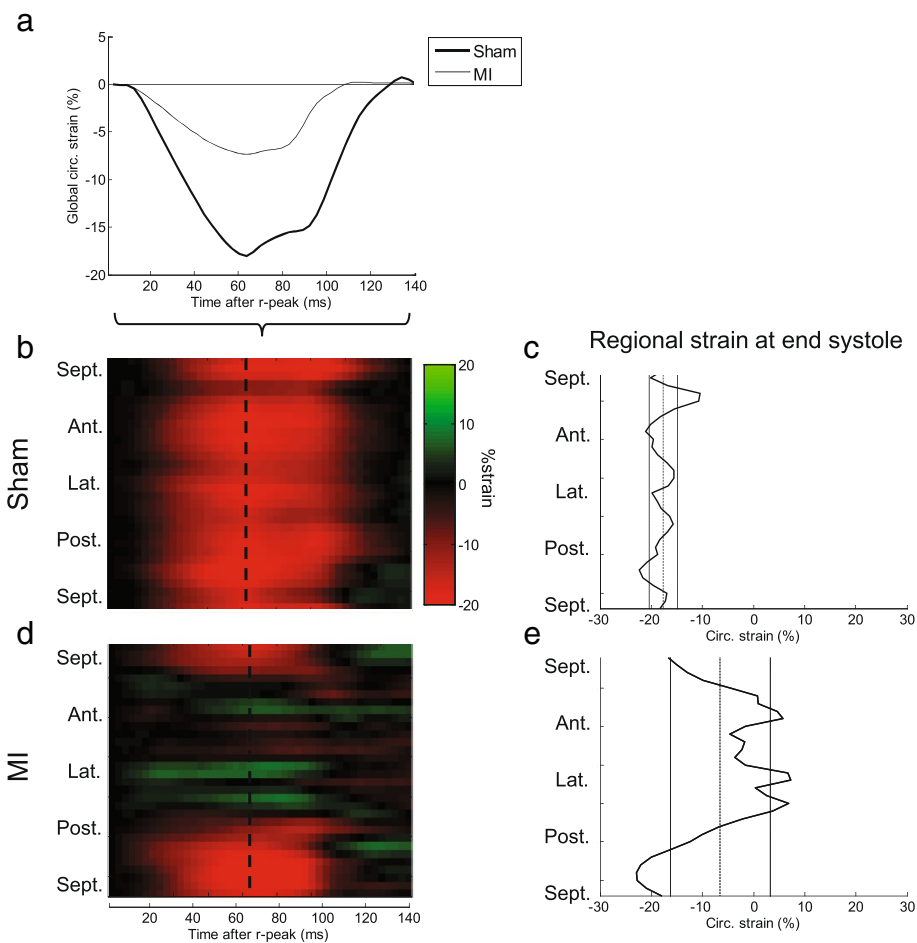 a
5
0
-5
-10
-15
-20
Global circ. strain (%)
20 40 60 80 100 120 140
Time after r-peak (ms)
Sham
MI
b
Sham
Sept.
Ant.
Lat.
Post.
Sept.
20
10
0
-10
-20
%strain
c
Regional strain at end systole
Sept.
Ant.
Lat.
Post.
Sept.
-30 -20 -10 0 10 20 30
Circ. strain (%)
d
MI
Sept.
Ant.
Lat.
Post.
Sept.
20 40 60 80 100 120 140
Time after r-peak (ms)
e
Sept.
Ant.
Lat.
Post.
Sept.
-30 -20 -10 0 10 20 30
Circ. strain (%)